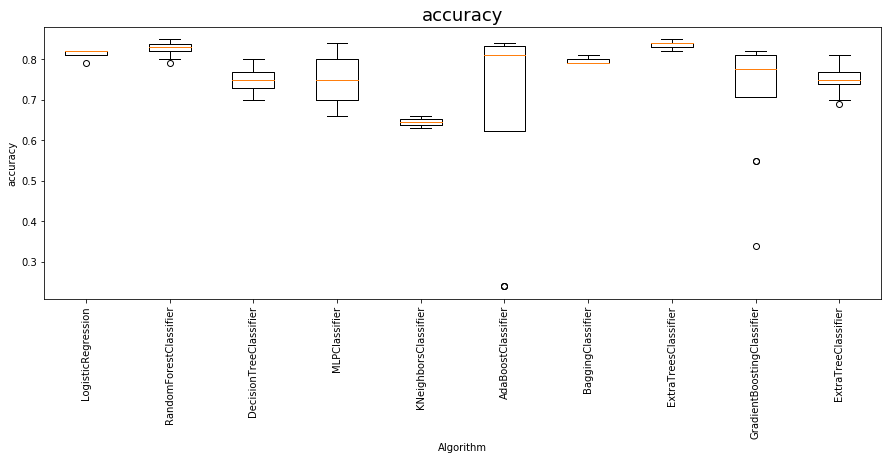 accuracy
accuracy
0.8
0.7
0.6
0.5
0.4
0.3
LogisticRegression
RandomForestClassifier
DecisionTreeClassifier
MLPClassifier
KNeighborsClassifier
AdaBoostClassifier
BaggingClassifier
ExtraTreesClassifier
GradientBoostingClassifier
ExtraTreeClassifier
Algorithm